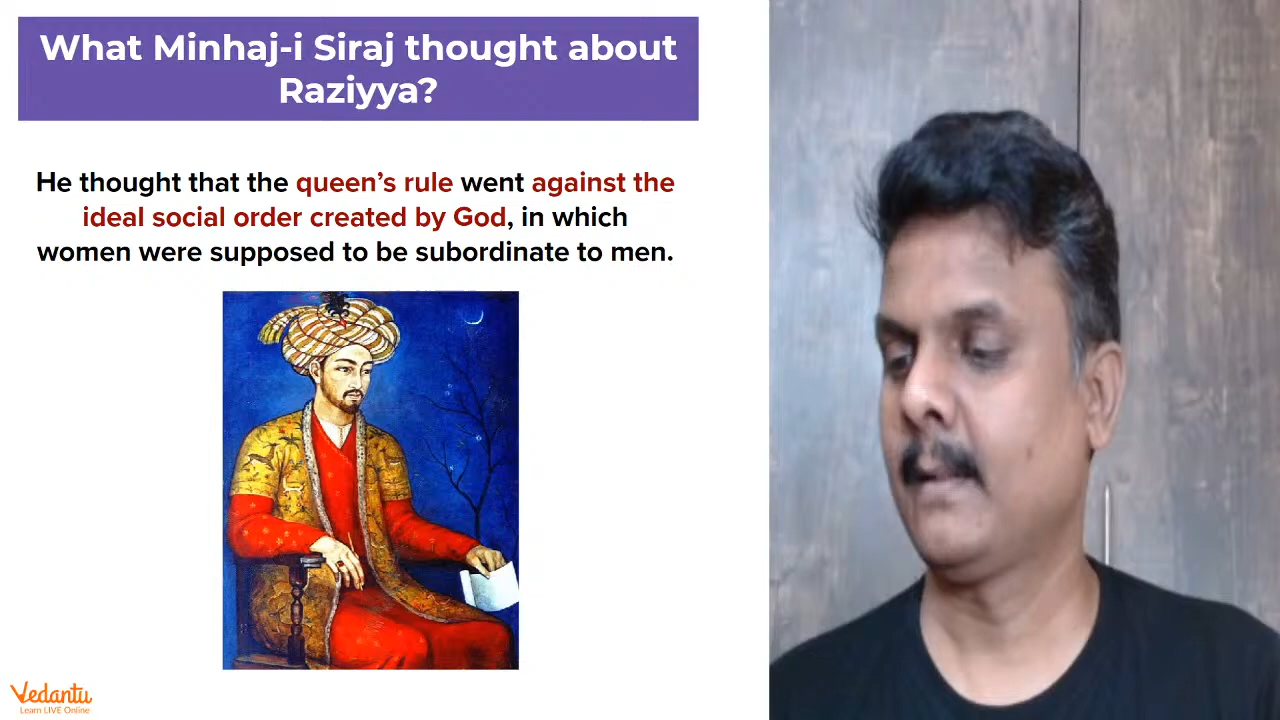 What Minhaj-i Siraj thought about
Raziyya?
He thought that the queen's rule went against the
ideal social order created by God, in which
women were supposed to be subordinate to men.
Vedantu
Learn LIVE Online